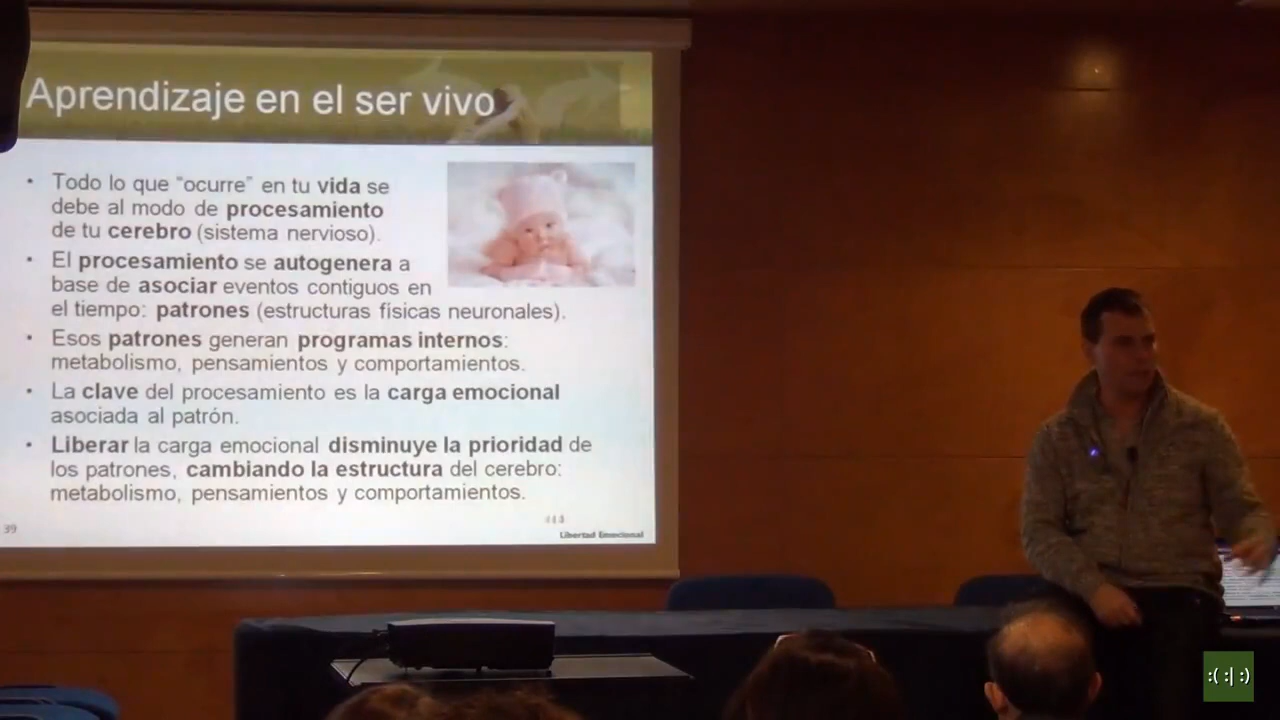 Aprendizaje en el ser vivo
• Todo lo que “ocurre” en tu vida se
debe al modo de procesamiento
de tu cerebro (sistema nervioso).
• El procesamiento se autogenera a
base de asociar eventos contiguos en
el tiempo: patrones (estructuras físicas neuronales).
• Esos patrones generan programas internos:
metabolismo, pensamientos y comportamientos.
• La clave del procesamiento es la carga emocional
asociada al patrón.
• Liberar la carga emocional disminuye la prioridad de
los patrones, cambiando la estructura del cerebro:
metabolismo, pensamientos y comportamientos.
39
Libertad Emocional
:( :| :)